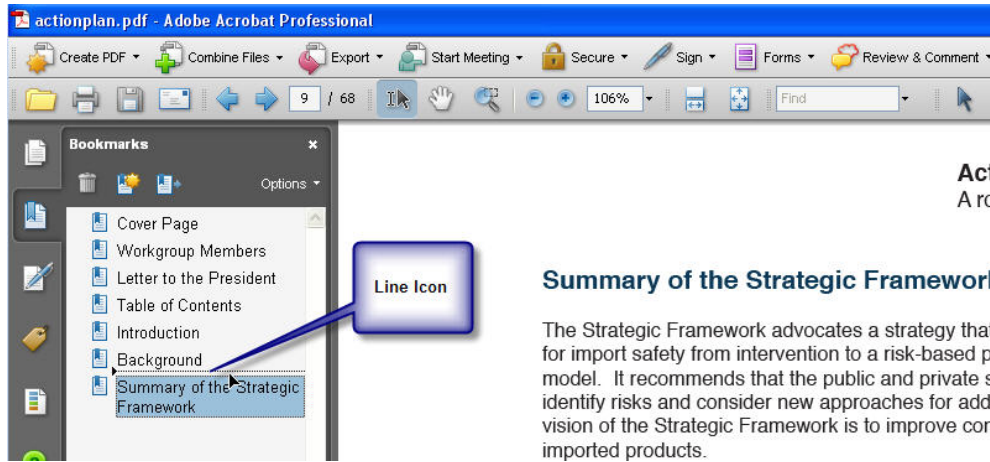 actionplan.pdf - Adobe Acrobat Professional
Create PDF Combine Files Export Start Meeting Secure Sign Forms Review & Comment
9 / 68 106% Find
Bookmarks
Options
Cover Page
Workgroup Members
Letter to the President
Table of Contents
Introduction
Background
Summary of the Strategic
Framework
Line Icon
Act
A ro
Summary of the Strategic Framework
The Strategic Framework advocates a strategy that
for import safety from intervention to a risk-based p
model. It recommends that the public and private s
identify risks and consider new approaches for add
vision of the Strategic Framework is to improve con
imported products.